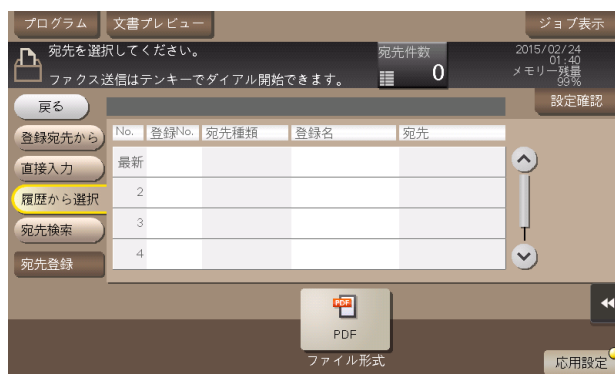 プログラム
文書プレビュー
ジョブ表示
宛先を選択してください。
ファクス送信はテンキーでダイアル開始できます。
宛先件数
0
2015/02/24
01:40
メモリー残量
99%
戻る
設定確認
登録宛先から
No. 登録No. 宛先種類 登録名 宛先
最新
直接入力
2
履歴から選択
3
宛先検索
4
宛先登録
PDF
PDF
ファイル形式
応用設定